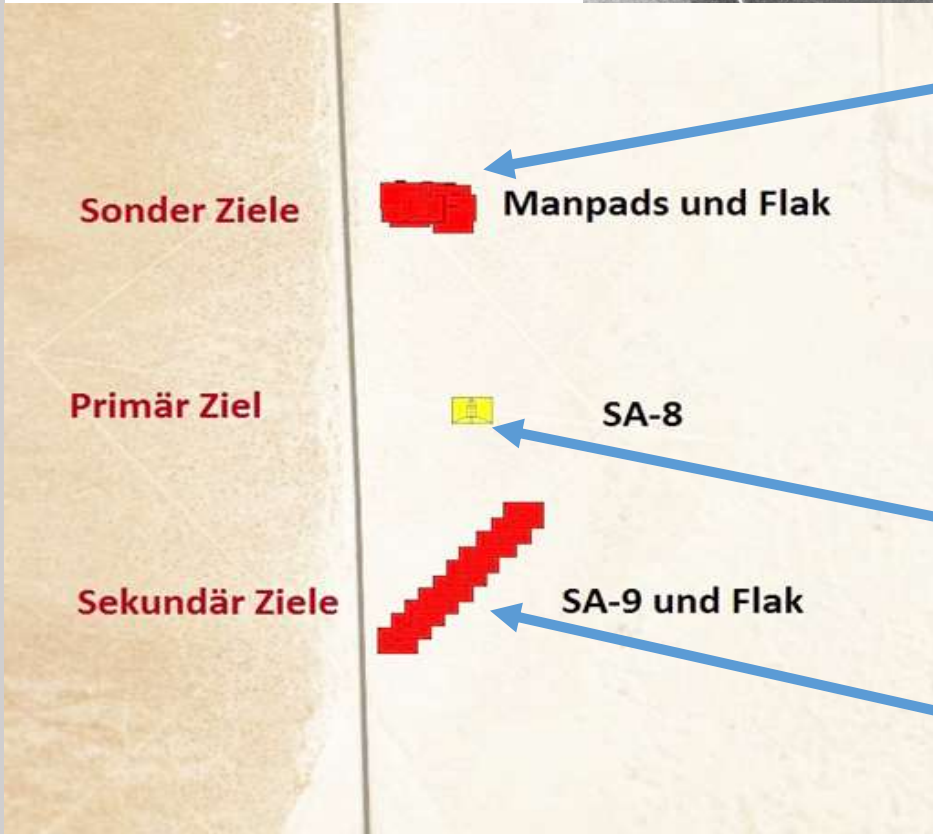 Sonder Ziele
Manpads und Flak
Primär Ziel
SA-8
Sekundär Ziele
SA-9 und Flak